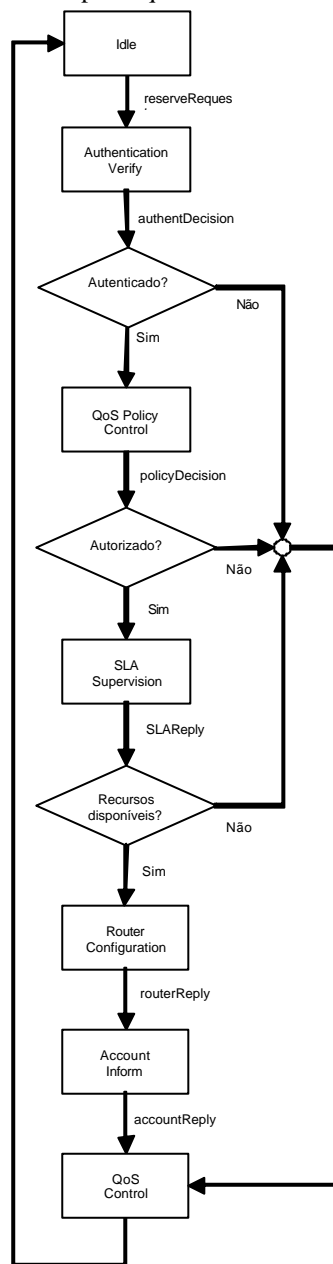 Idle
reserveReques
Authentication
Verify
authentDecision
Autenticado?
Não
Sim
QoS Policy
Control
policyDecision
Autorizado?
Não
Sim
SLA
Supervision
SLAReply
Recursos
disponíveis?
Não
Sim
Router
Configuration
routerReply
Account
Inform
accountReply
QoS
Control